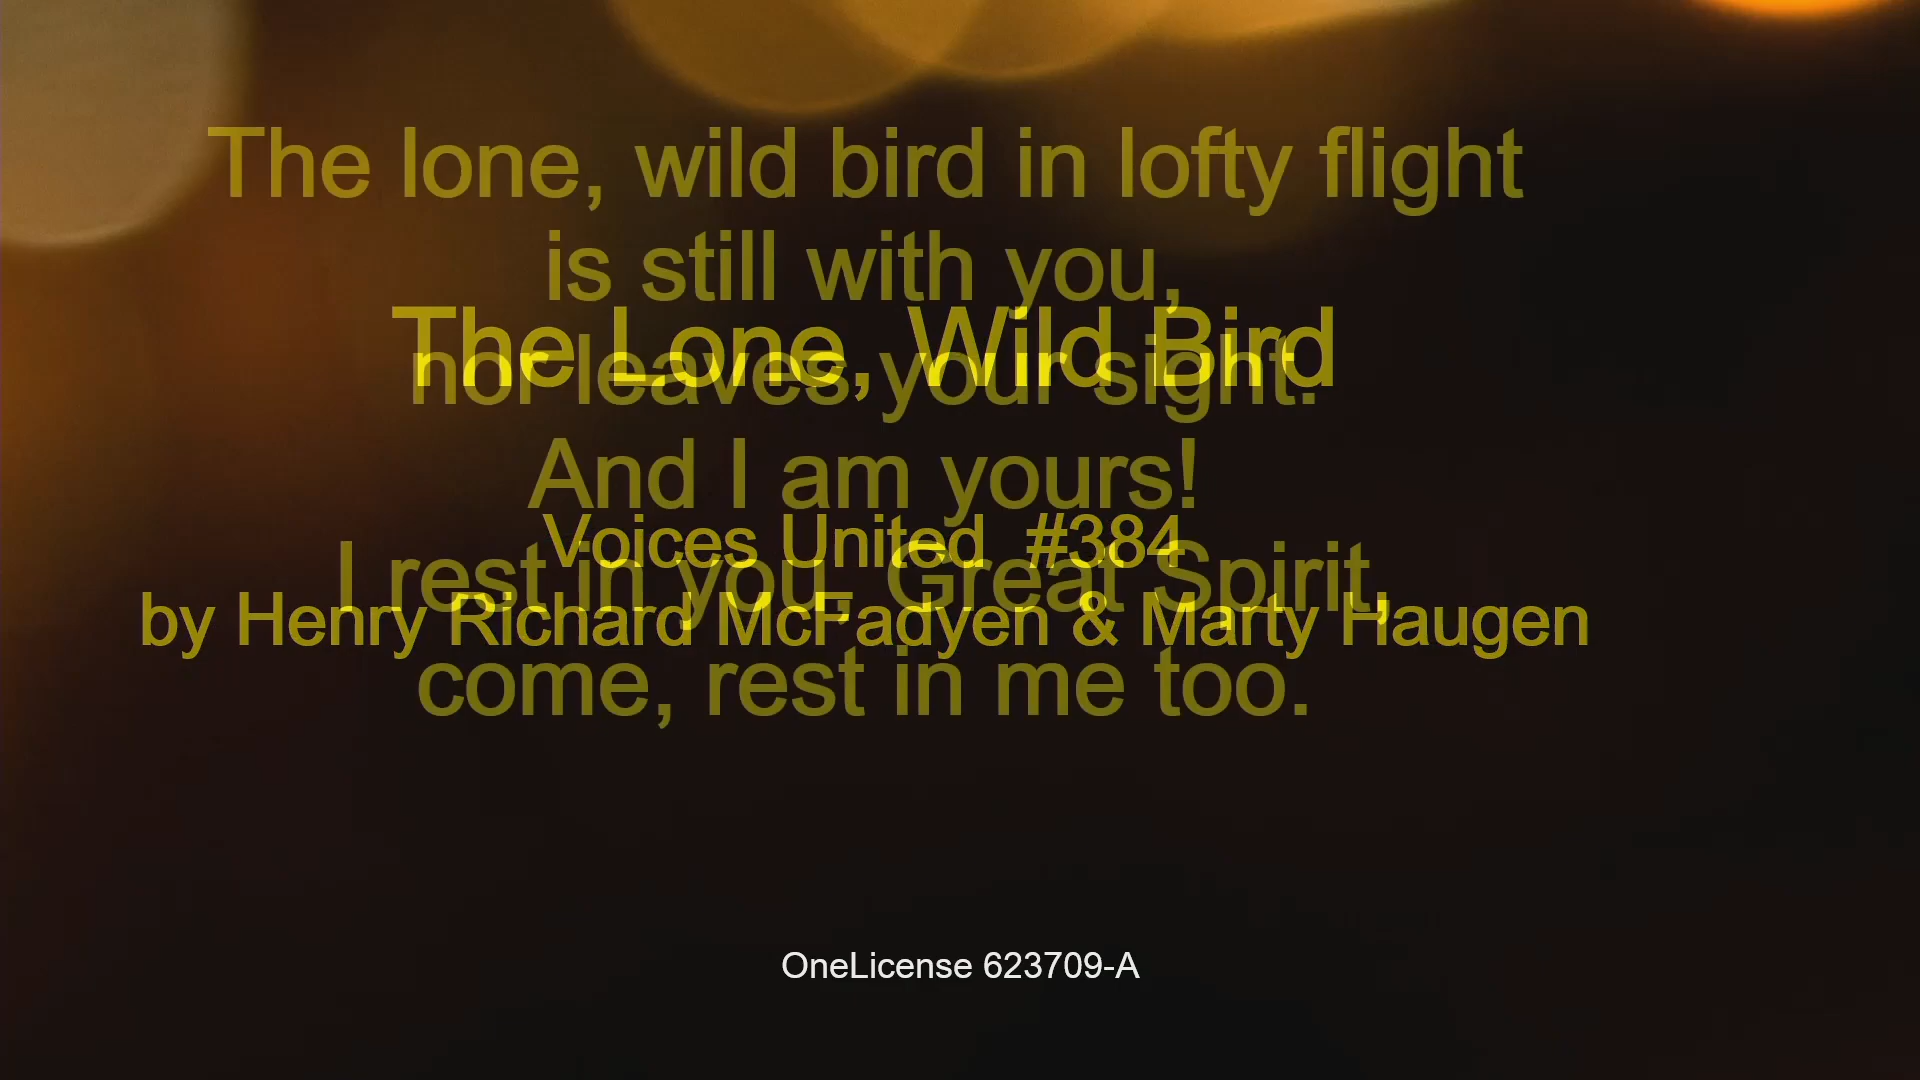 The lone, wild bird in lofty flight
is still with you,
The Lone, Wild Bird
nor leaves your sight.
And I am yours!
Voices United #384
I rest in you, Great Spirit,
by Henry Richard McFadyen & Marty Haugen
come, rest in me too.
OneLicense 623709-A